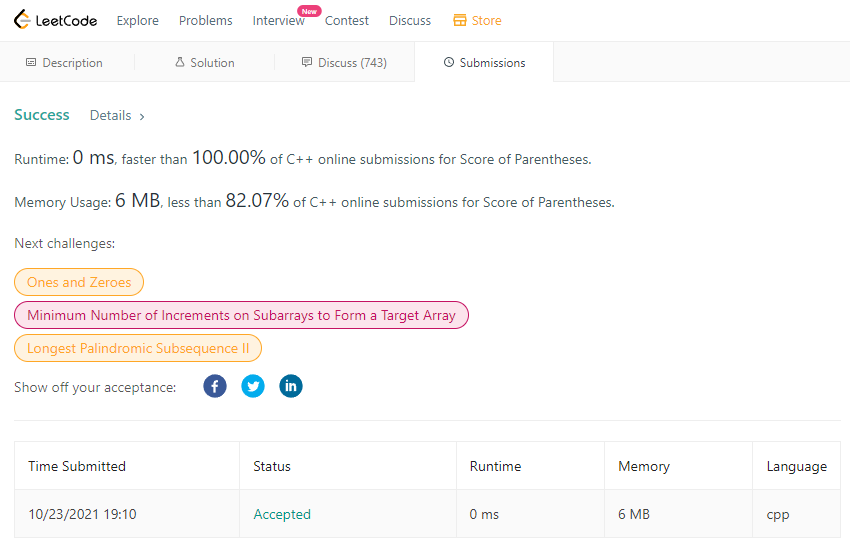 LeetCode Explore Problems Interview New Contest Discuss Store
Description Solution Discuss (743) Submissions
Success Details >
Runtime: 0 ms, faster than 100.00% of C++ online submissions for Score of Parentheses.
Memory Usage: 6 MB, less than 82.07% of C++ online submissions for Score of Parentheses.
Next challenges:
Ones and Zeroes
Minimum Number of Increments on Subarrays to Form a Target Array
Longest Palindromic Subsequence II
Show off your acceptance: f in
Time Submitted Status Runtime Memory Language
10/23/2021 19:10 Accepted 0 ms 6 MB cpp